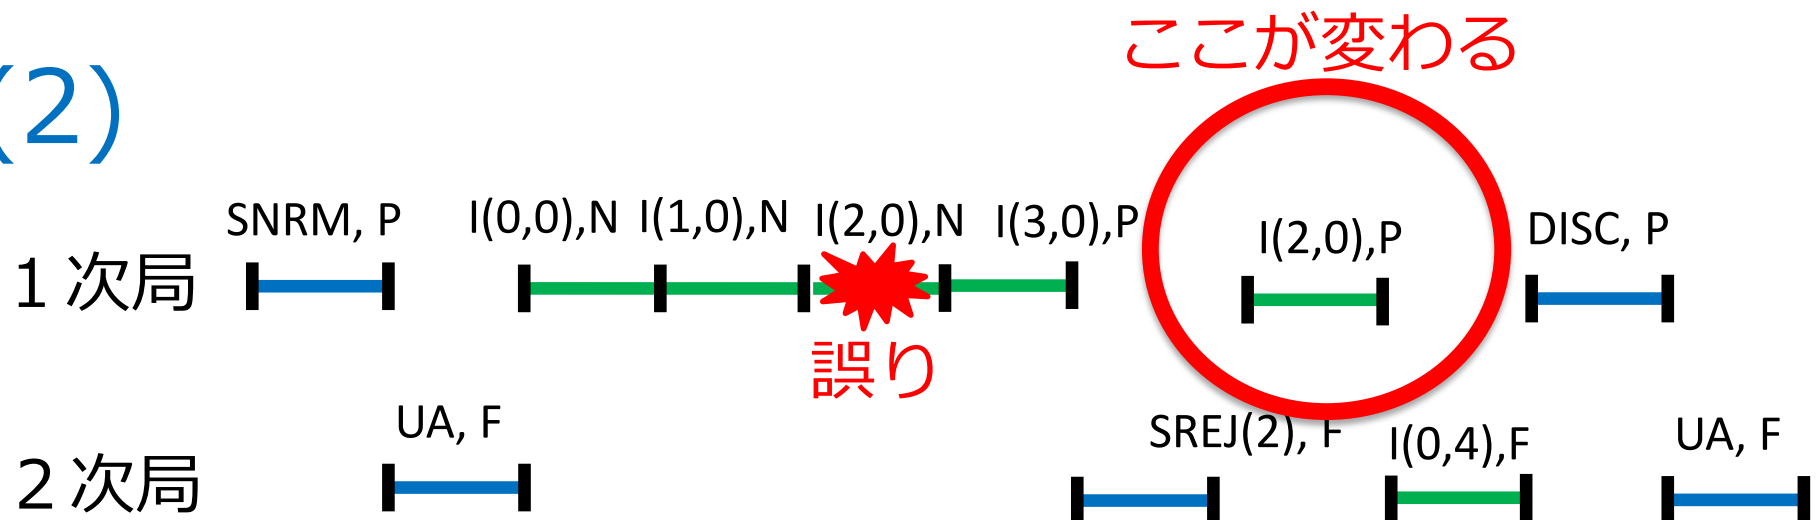 ここが変わる
(2)
SNRM, P I(0,0),N I(1,0),N I(2,0),N I(3,0),P I(2,0),P DISC, P
1次局
誤り
UA, F SREJ(2), F I(0,4),F UA, F
2次局